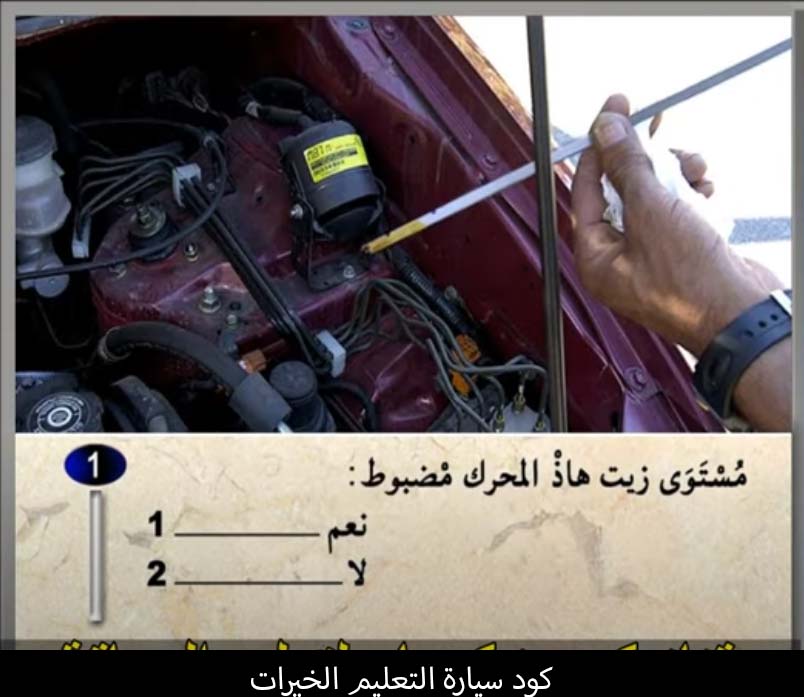 1
مُسْتَوَى زيت هاذْ المحرك مْضبوط:
نعم 1
لا 2
كود سيارة التعليم الخيرات